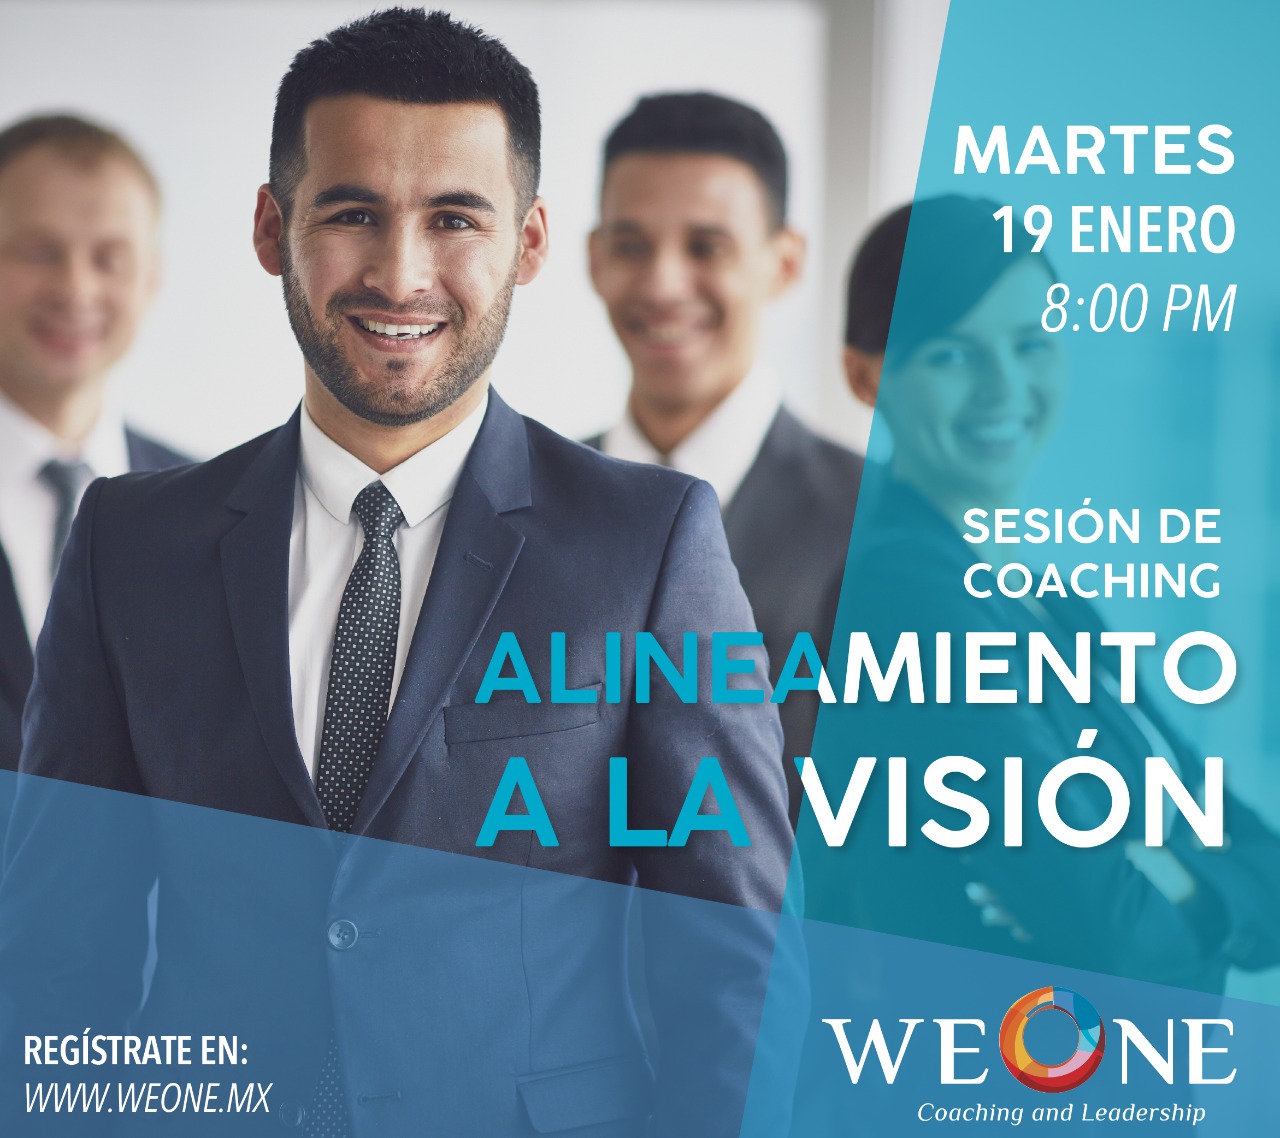 MARTES
19 ENERO
8:00 PM
SESIÓN DE
COACHING
ALINEAMIENTO
A LA VISIÓN
REGÍSTRATE EN:
WWW.WEONE.MX
WEONE
Coaching and Leadership